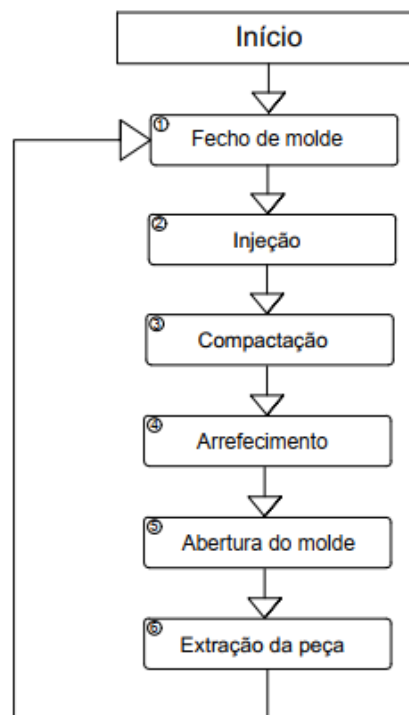 Início
① Fecho de molde
② Injeção
③ Compactação
④ Arrefecimento
⑤ Abertura do molde
⑥ Extração da peça